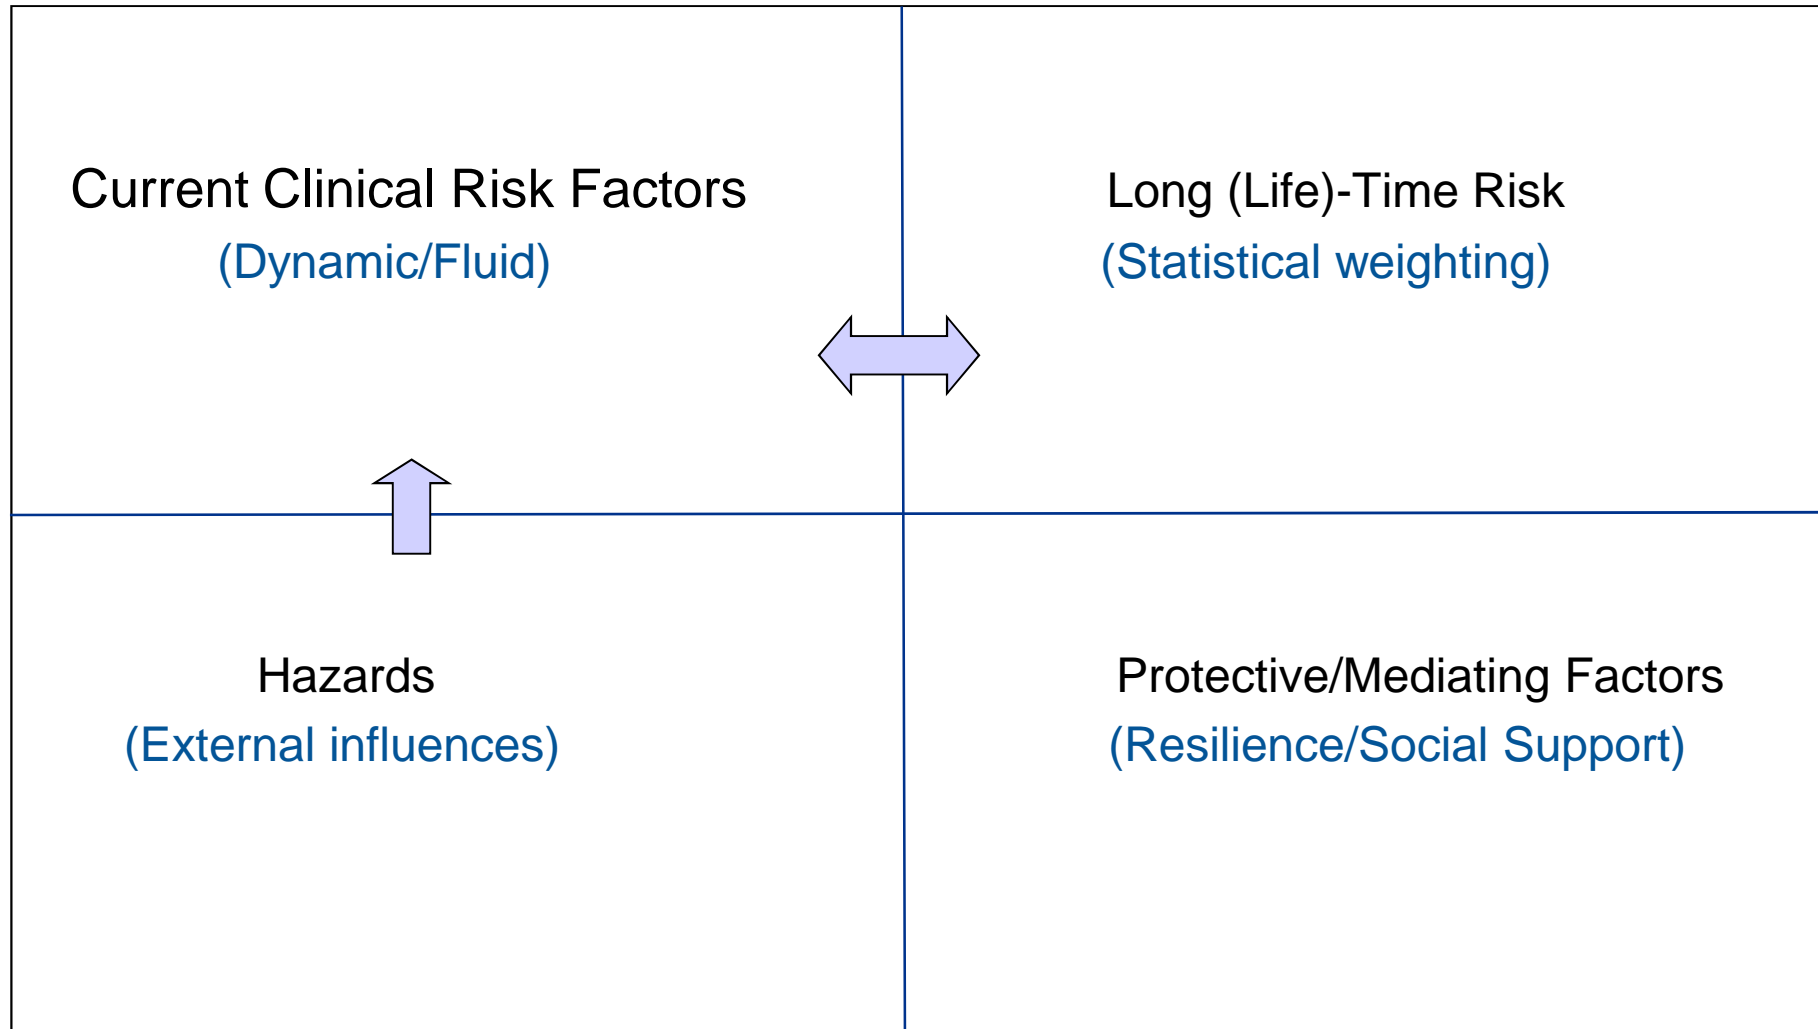 Current Clinical Risk Factors
(Dynamic/Fluid)
Long (Life)-Time Risk
(Statistical weighting)
Hazards
(External influences)
Protective/Mediating Factors
(Resilience/Social Support)